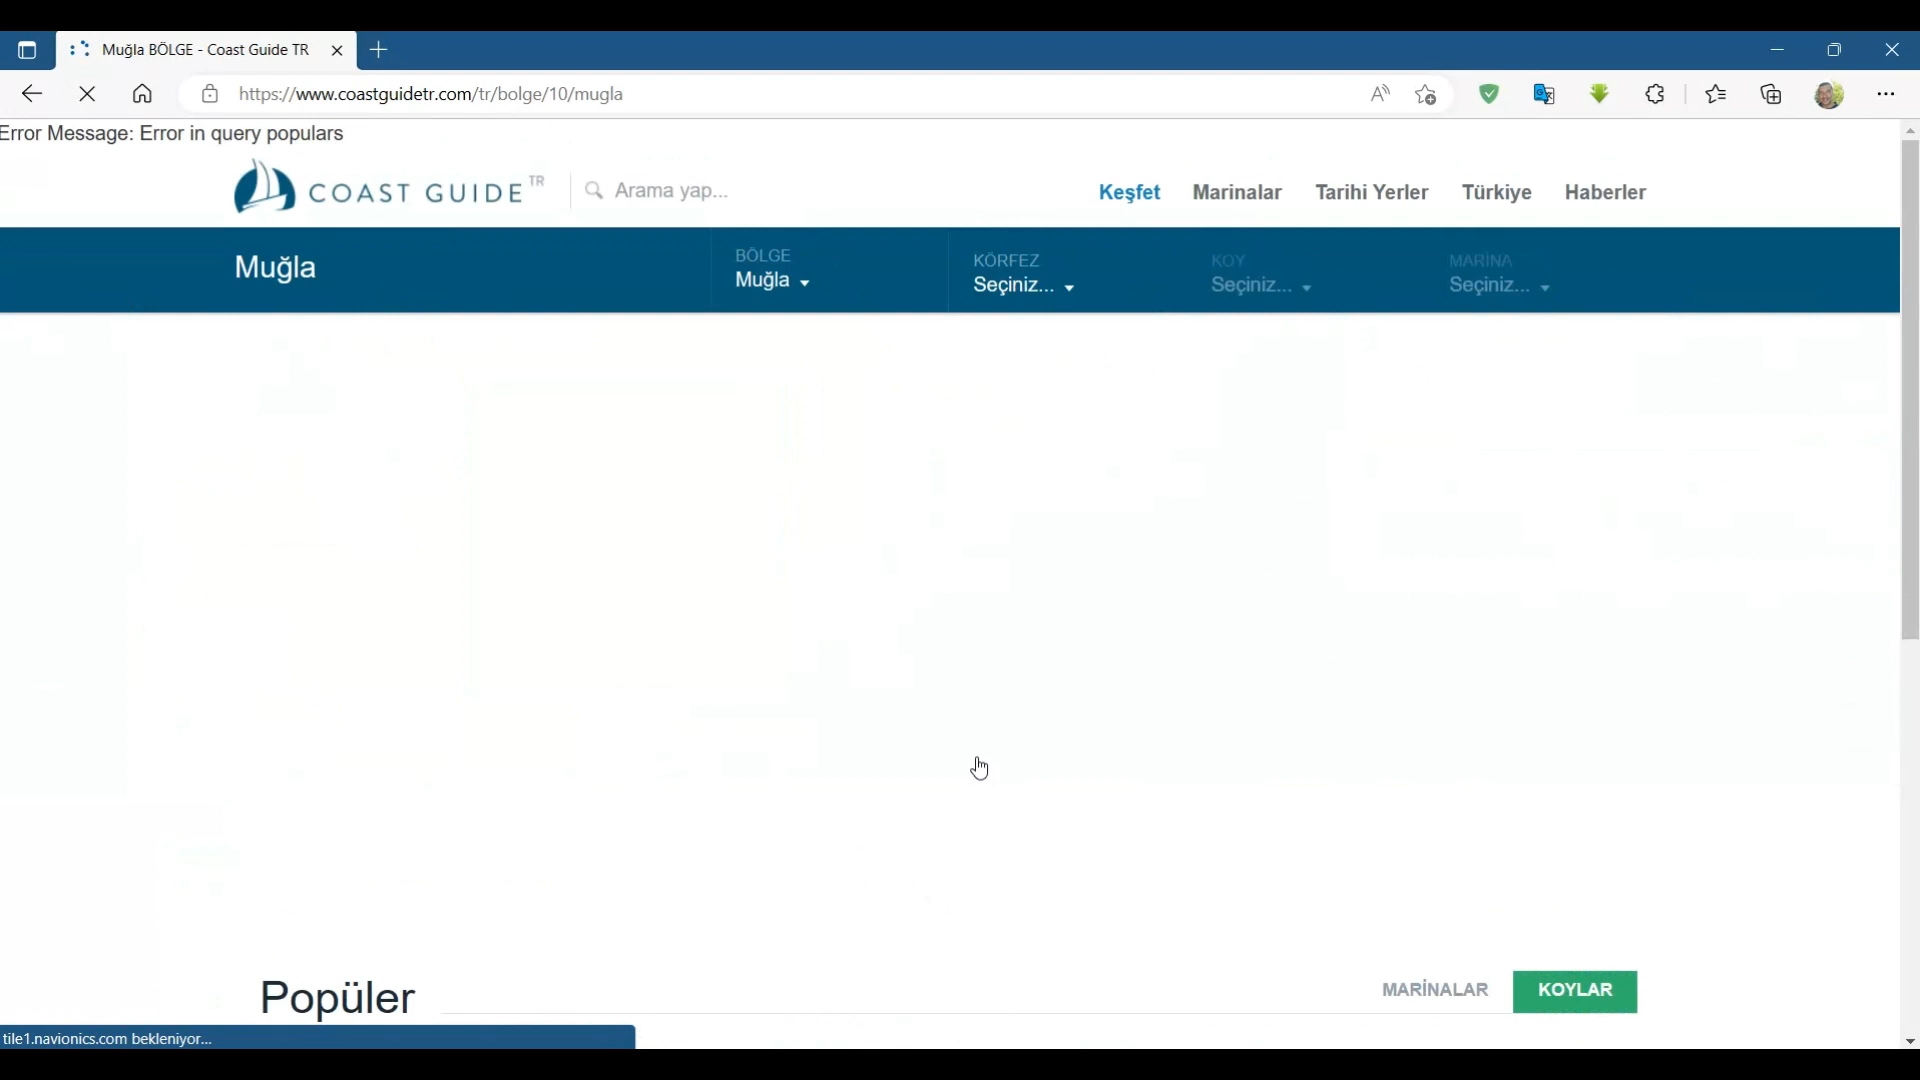 Muğla BÖLGE - Coast Guide TR
https://www.coastguidetr.com/tr/bolge/10/mugla
Error Message: Error in query populars
COAST GUIDE TR
Arama yap...
Keşfet
Marinalar
Tarihi Yerler
Türkiye
Haberler
Muğla
BÖLGE
Muğla
KÖRFEZ
Seçiniz...
KOY
Seçiniz...
MARİNA
Seçiniz...
Popüler
MARİNALAR
KOYLAR
tile1.navionics.com bekleniyor...